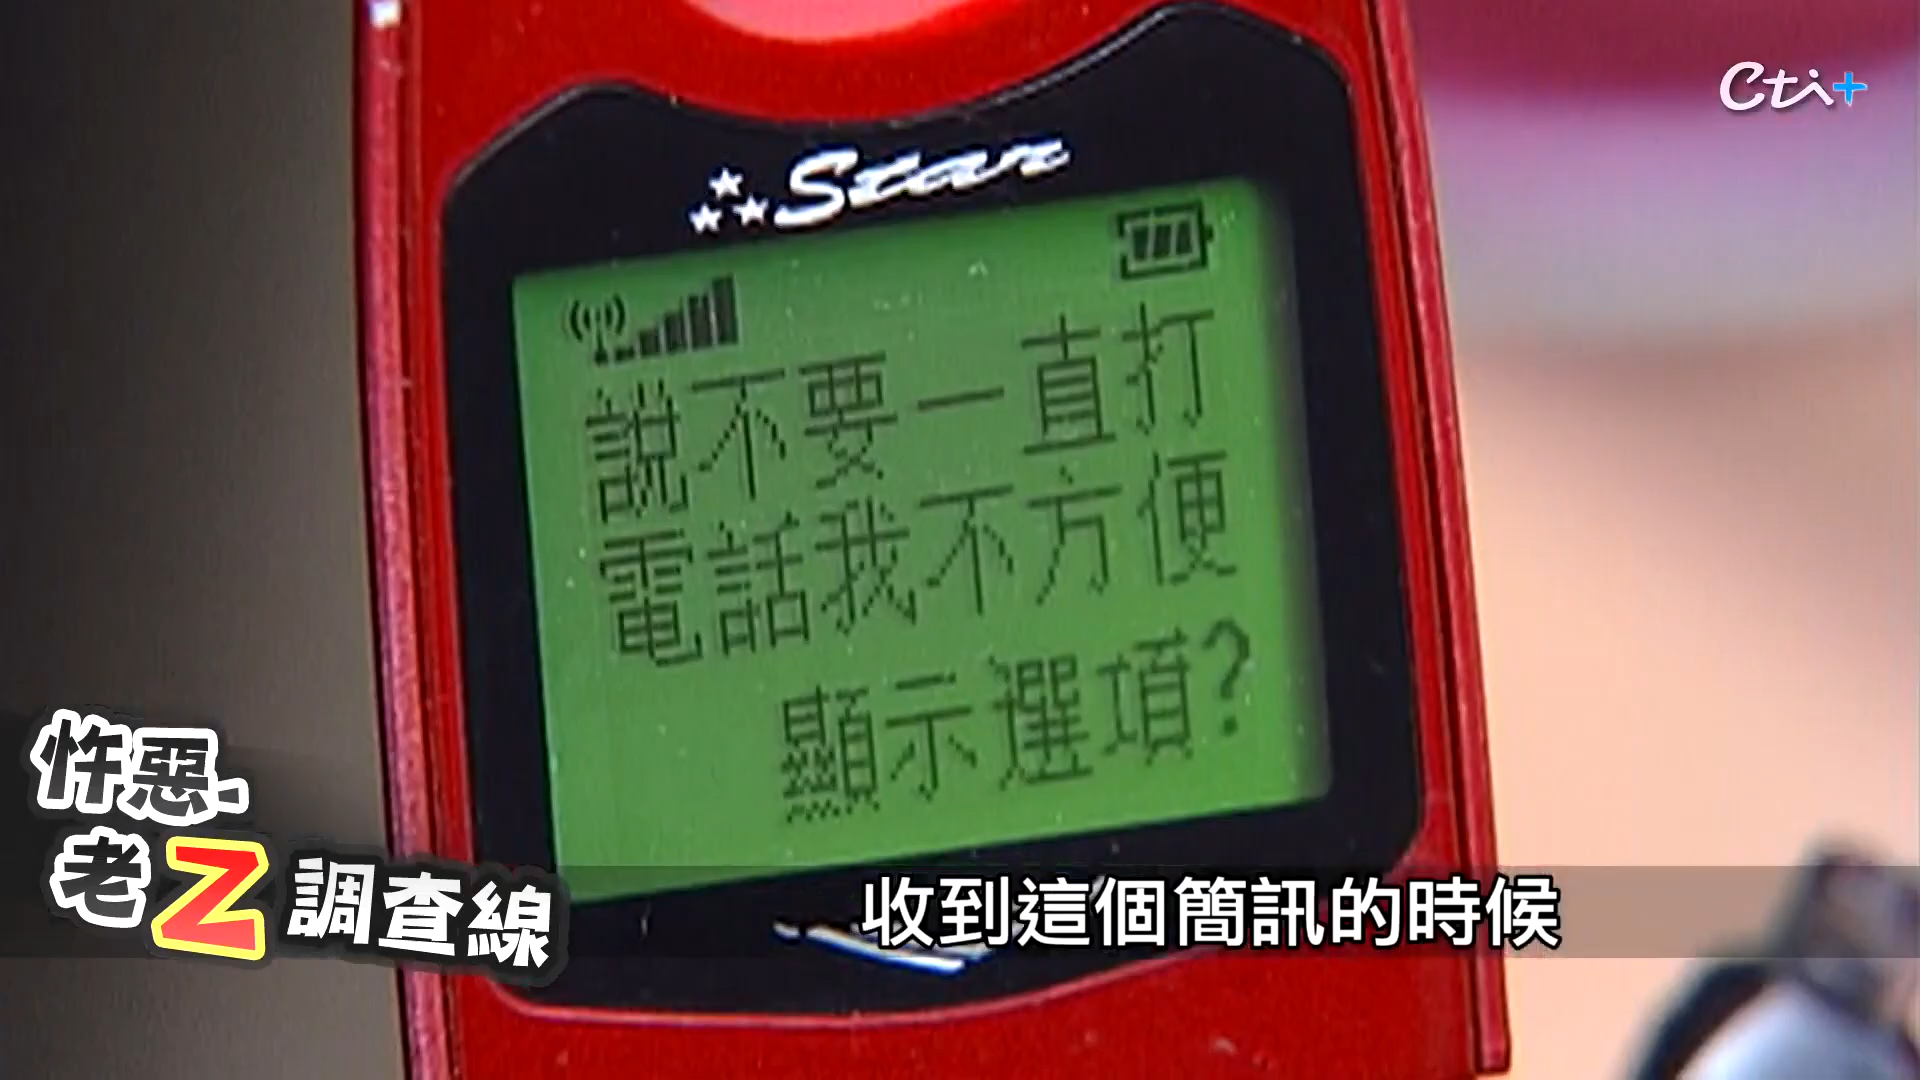 Cti+
Star
說不要一直打
電話我不方便
顯示選項?
忤惡-
老Z調查線
收到這個簡訊的時候